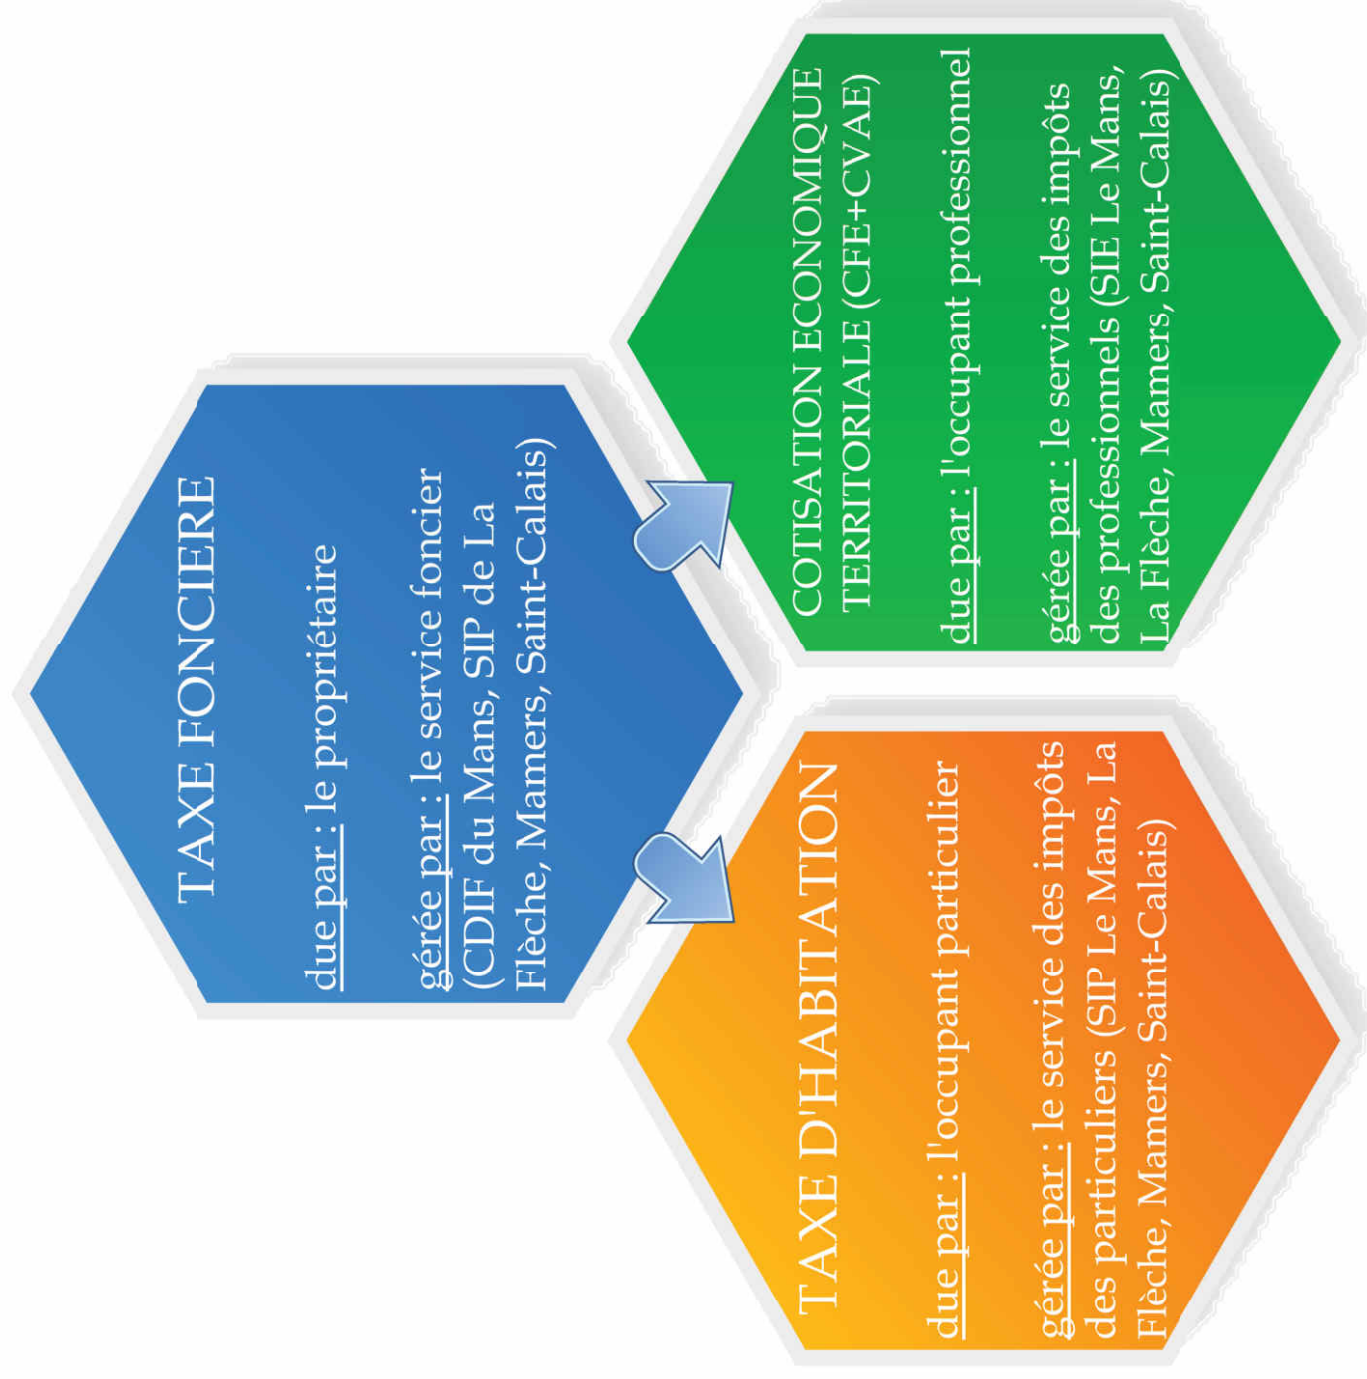 TAXE FONCIERE
due par : le propriétaire
gérée par : le service foncier
(CDIF du Mans, SIP de La
Flèche, Mamers, Saint-Calais)
TAXE D'HABITATION
due par : l'occupant particulier
gérée par : le service des impôts
des particuliers (SIP Le Mans, La
Flèche, Mamers, Saint-Calais)
COTISATION ECONOMIQUE
TERRITORIALE (CFE+CVAE)
due par : l'occupant professionnel
gérée par : le service des impôts
des professionnels (SIE Le Mans,
La Flèche, Mamers, Saint-Calais)